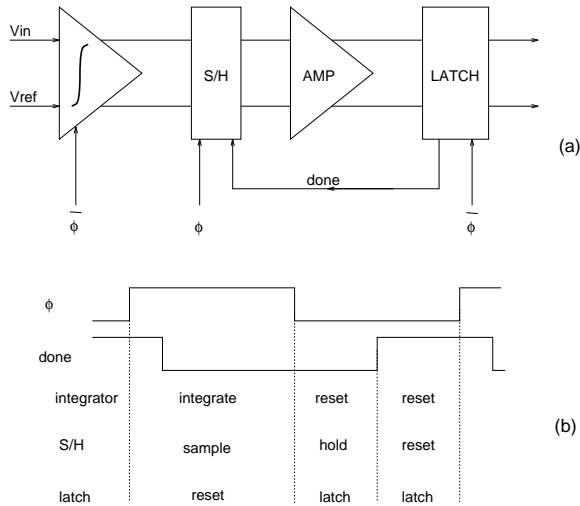 Vin
Vref
S/H
AMP
LATCH
(a)
done
ϕ̅
ϕ
ϕ̅
ϕ
done
integrator integrate reset reset
(b)
S/H sample hold reset
latch reset latch latch